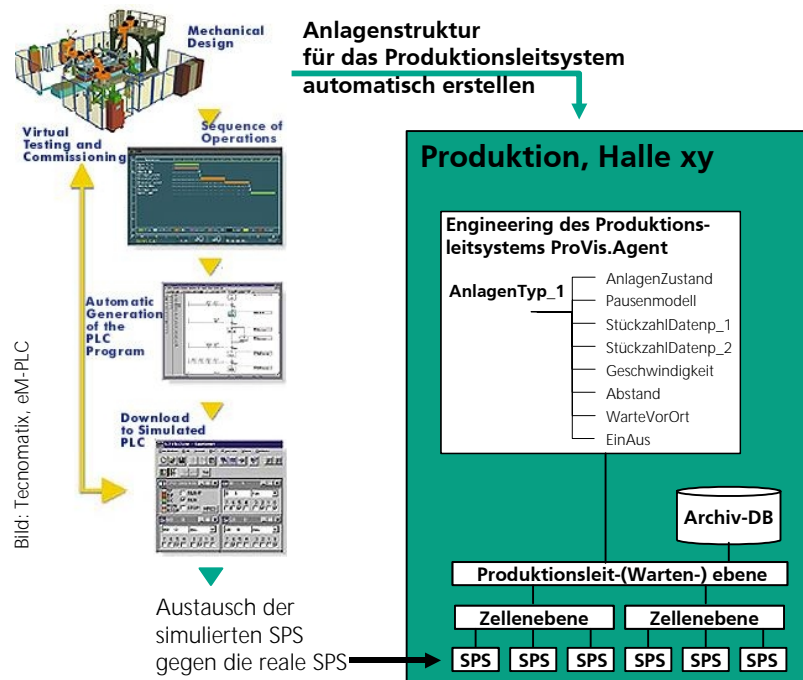 Mechanical
Design
Anlagenstruktur
für das Produktionsleitsystem
automatisch erstellen
Virtual
Testing and
Commissioning
Sequence of
Operations
Automatic
Generation
of the
PLC
Program
Download
to Simulated
PLC
Bild: Tecnomatix, eM-PLC
Austausch der
simulierten SPS
gegen die reale SPS
Produktion, Halle xy
Engineering des Produktions-
leitsystems ProVis.Agent
AnlagenTyp_1
AnlagenZustand
Pausenmodell
StückzahlDatenp_1
StückzahlDatenp_2
Geschwindigkeit
Abstand
WarteVorOrt
EinAus
Archiv-DB
Produktionsleit-(Warten-) ebene
Zellenebene Zellenebene
SPS SPS SPS SPS SPS SPS